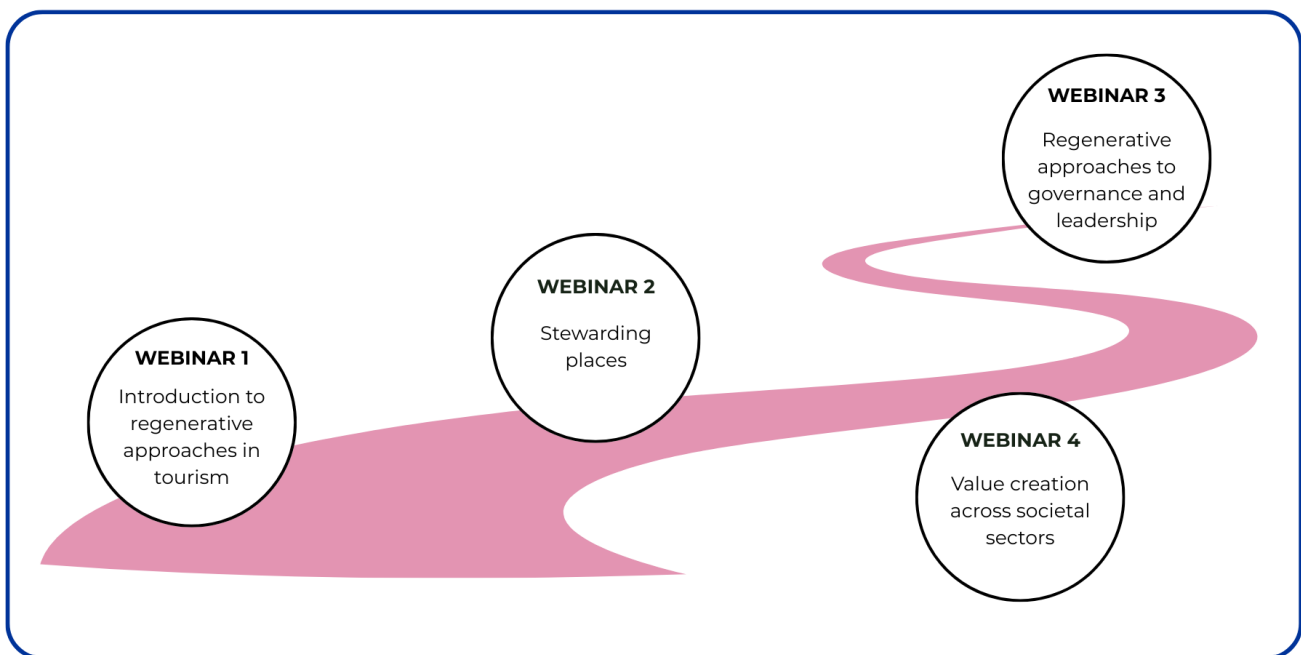 WEBINAR 1
Introduction to
regenerative
approaches in
tourism
WEBINAR 2
Stewarding
places
WEBINAR 3
Regenerative
approaches to
governance and
leadership
WEBINAR 4
Value creation
across societal
sectors